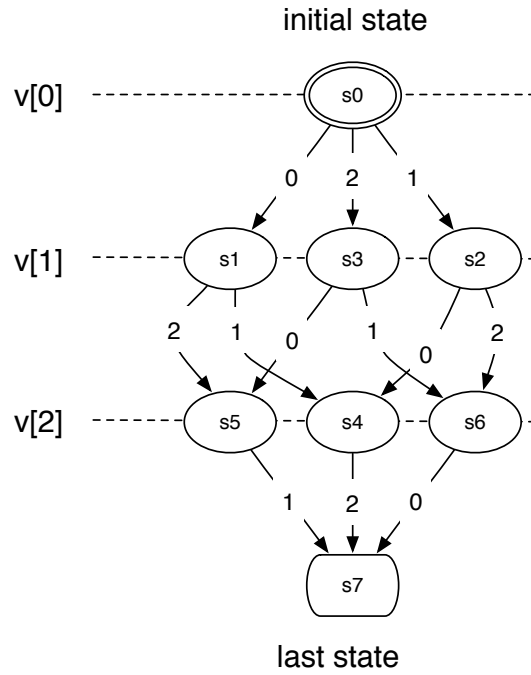 initial state
v[0] s0
0 2 1
v[1] s1 s3 s2
2 1 0 1 0 2
v[2] s5 s4 s6
1 2 0
s7
last state